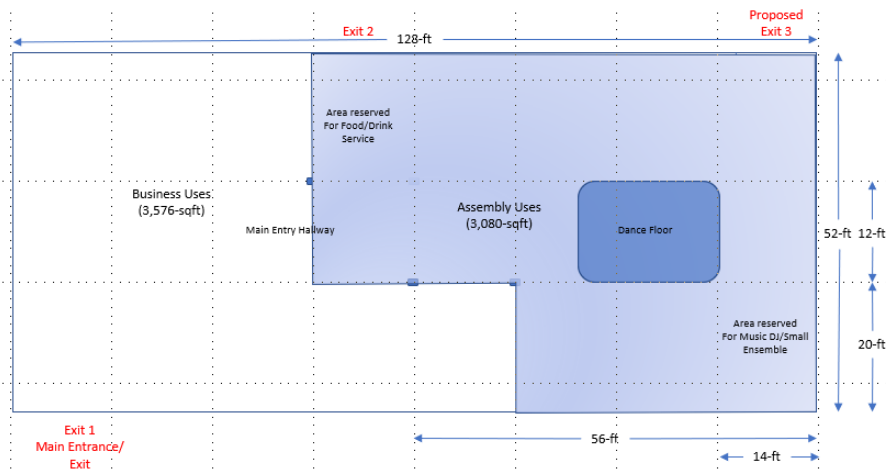 Proposed
Exit 3
Exit 2
128-ft
Area reserved
For Food/Drink
Service
Business Uses
(3,576-sqft)
Assembly Uses
(3,080-sqft)
Main Entry Hallway
Dance Floor
52-ft
12-ft
Area reserved
For Music DJ/Small
Ensemble
20-ft
Exit 1
Main Entrance/
Exit
56-ft
14-ft